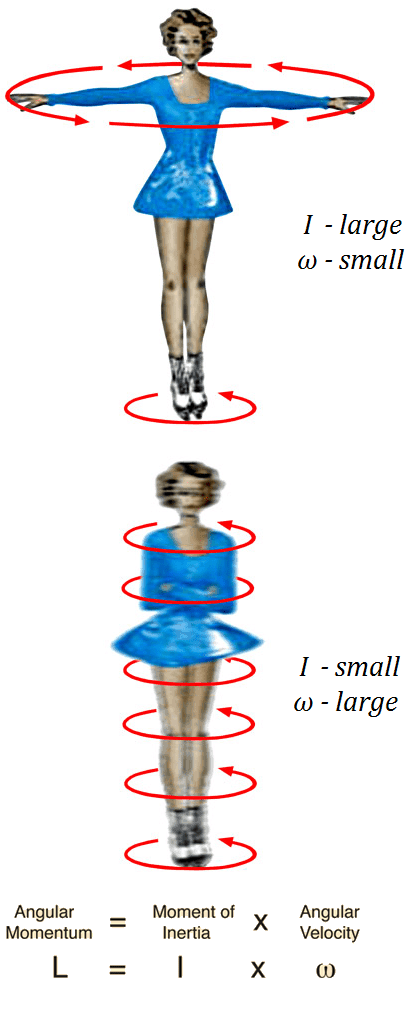 I - large
ω - small
I - small
ω - large
Angular Momentum = Moment of Inertia x Angular Velocity
L = I x ω